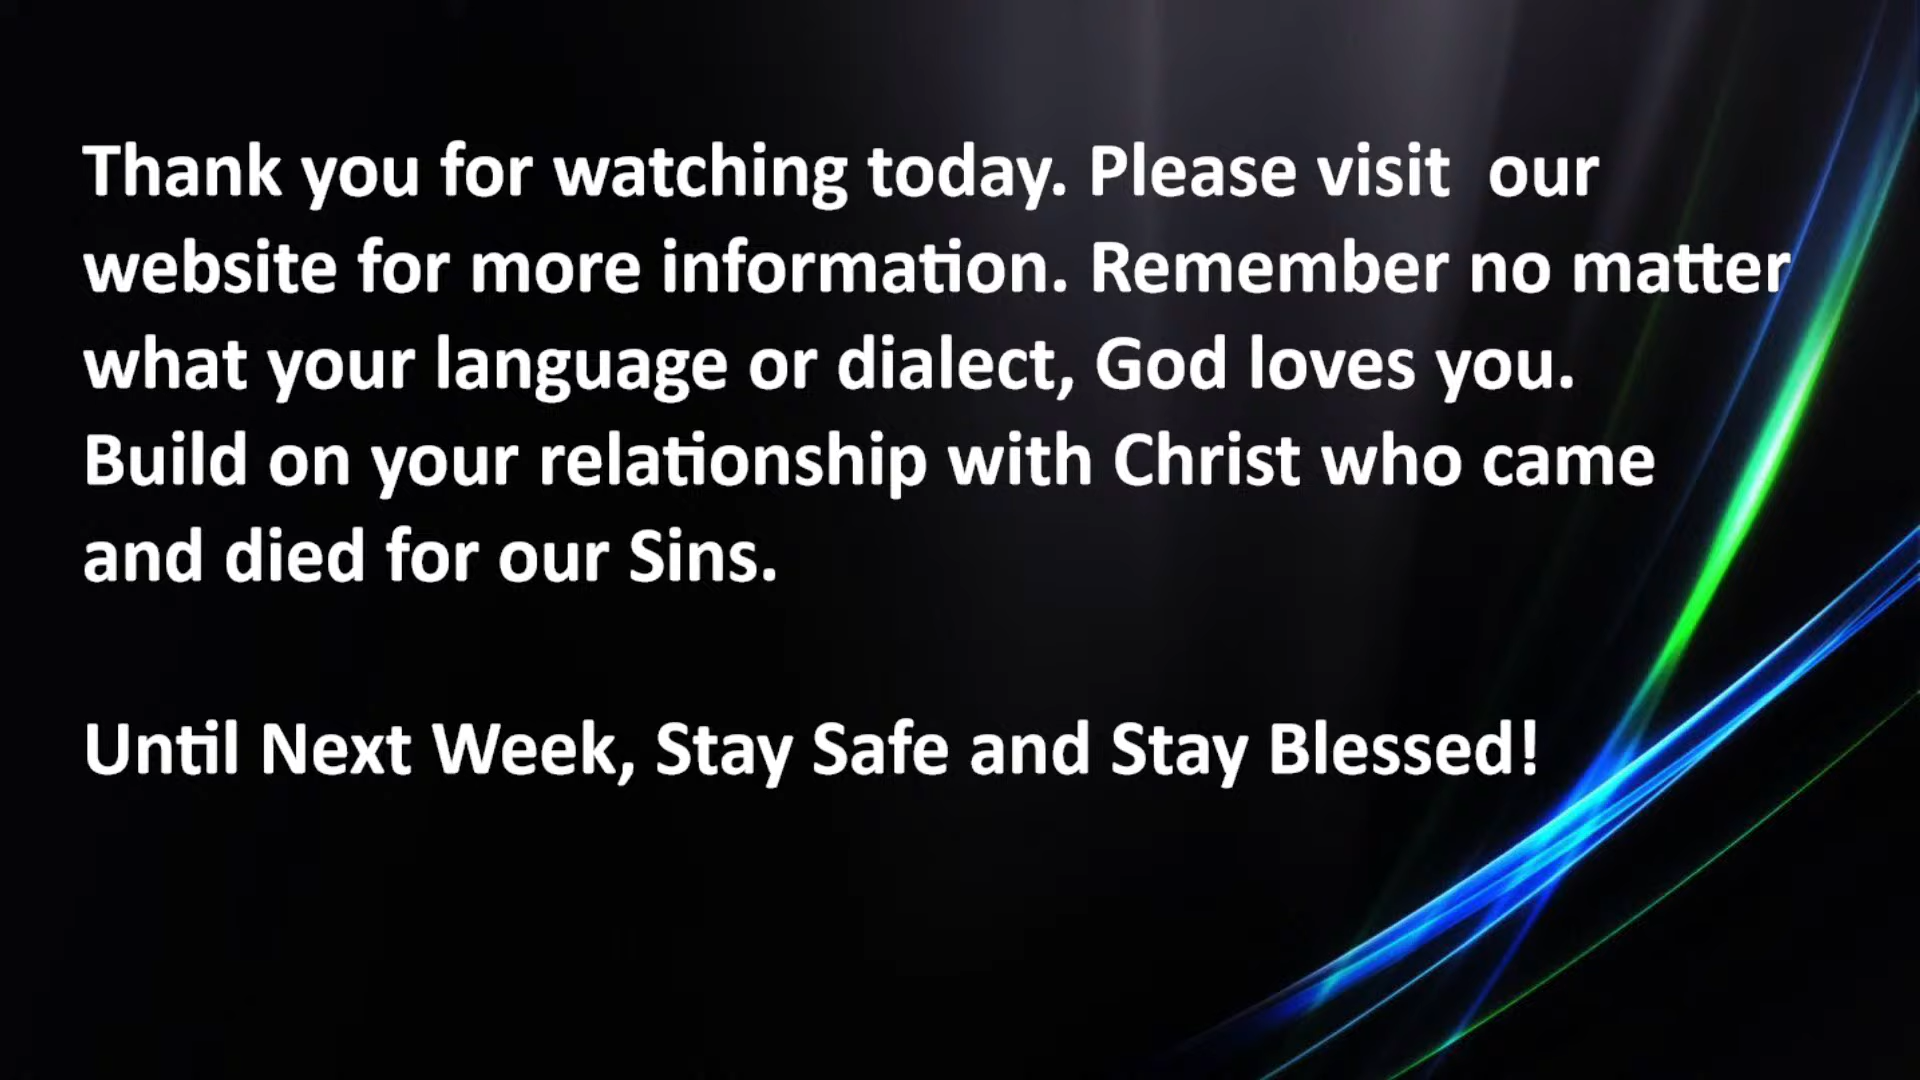 Thank you for watching today. Please visit  our
website for more information. Remember no matter
what your language or dialect, God loves you.
Build on your relationship with Christ who came
and died for our Sins.
Until Next Week, Stay Safe and Stay Blessed!